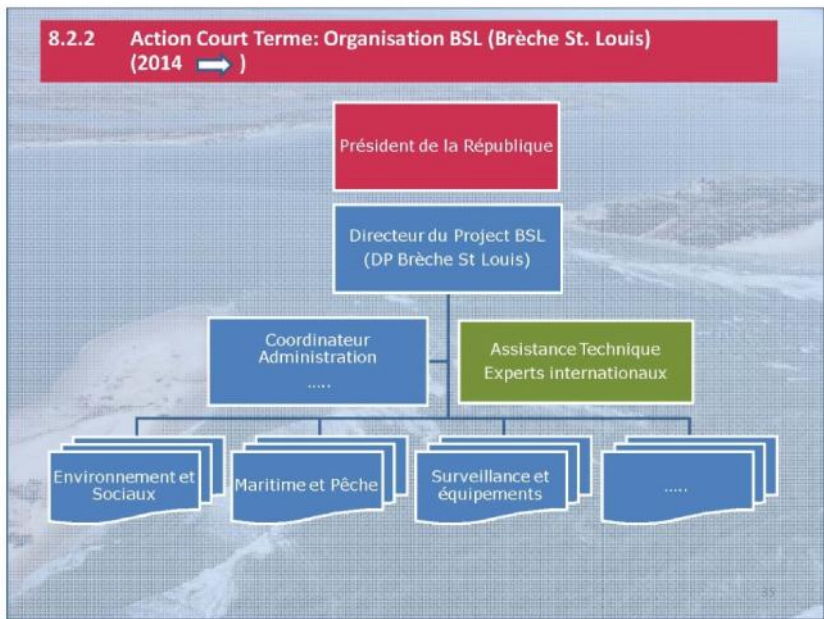 8.2.2 Action Court Terme: Organisation BSL (Brèche St. Louis)
(2014 )
Président de la République
Directeur du Project BSL
(DP Brèche St Louis)
Coordinateur
Administration
.....
Assistance Technique
Experts internationaux
Environnement et
Sociaux
Maritime et Pêche
Surveillance et
équipements
.....
35